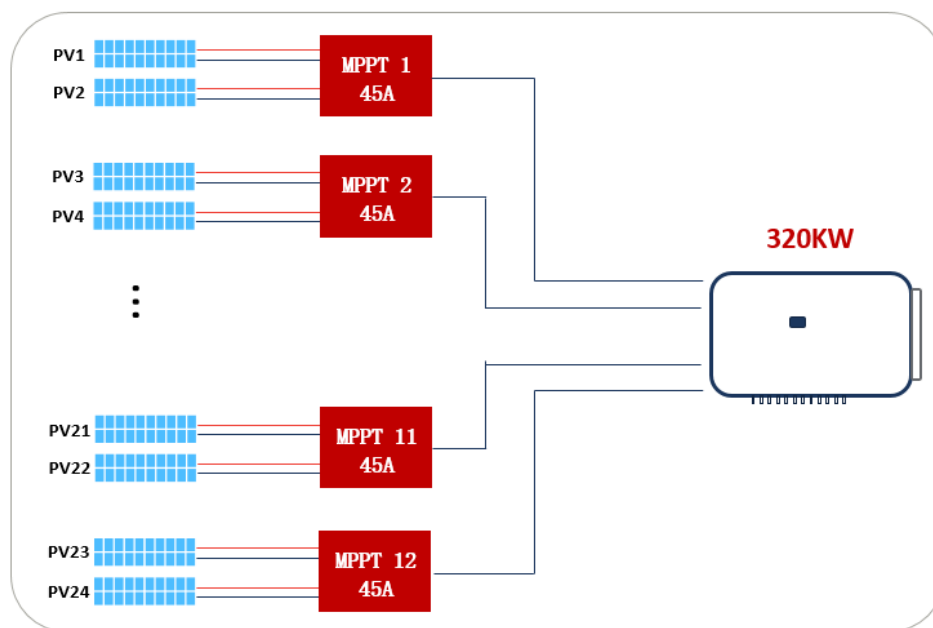 PV1
MPPT 1
45A
PV2
PV3
MPPT 2
45A
PV4
320KW
PV21
MPPT 11
45A
PV22
PV23
MPPT 12
45A
PV24